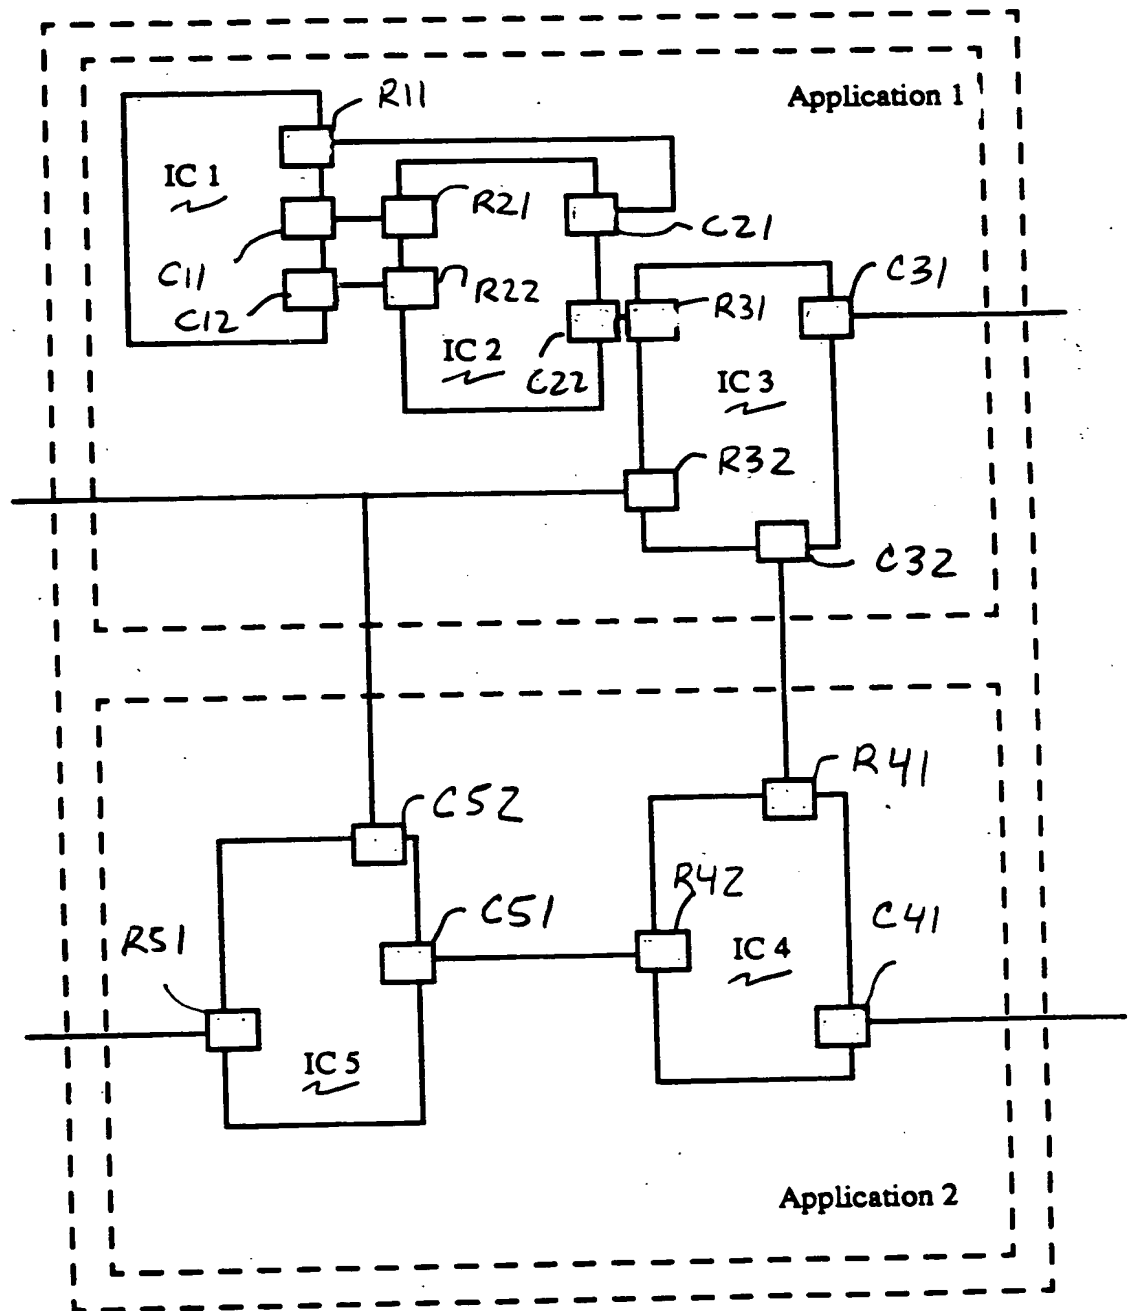 R11
Application 1
IC 1
R21
C21
C11
R22
C31
C12
R31
IC 2
C22
IC 3
R32
C32
R41
C52
R42
C51
C41
R51
IC 4
IC 5
Application 2